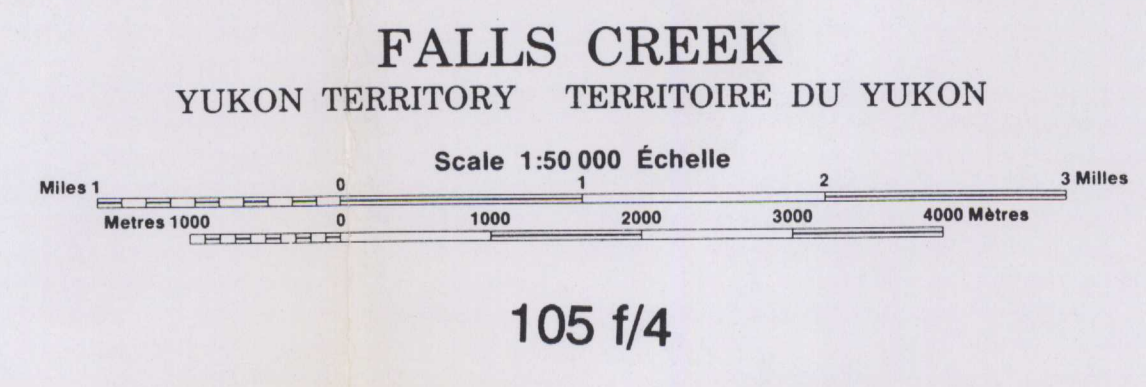 FALLS CREEK
YUKON TERRITORY TERRITOIRE DU YUKON
Scale 1:50 000 Échelle
Miles 1 0 1 2 3 Milles
Metres 1000 0 1000 2000 3000 4000 Mètres
105 f/4